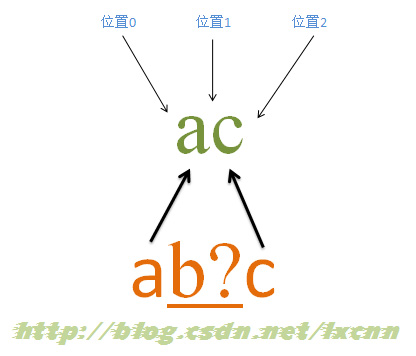 位置0 位置1 位置2
ac
ab?c
http://blog.csdn.net/lxcnn